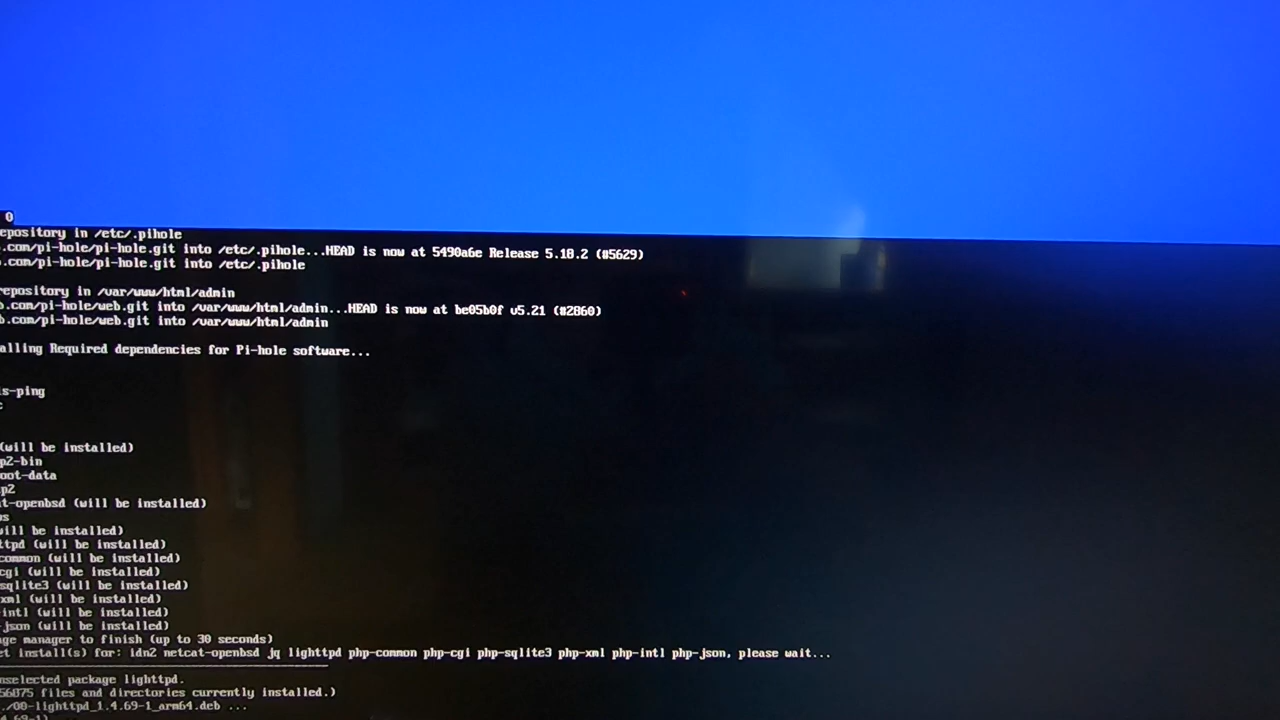 0
epository in /etc/.pihole
.com/pi-hole/pi-hole.git into /etc/.pihole...HEAD is now at 5490a6e Release 5.18.2 (#5629)
.com/pi-hole/pi-hole.git into /etc/.pihole
repository in /var/www/html/admin
b.com/pi-hole/web.git into /var/www/html/admin...HEAD is now at be05b0f v5.21 (#2860)
b.com/pi-hole/web.git into /var/www/html/admin
alling Required dependencies for Pi-hole software...
s-ping
c
(will be installed)
p2-bin
oot-data
p2
t-openbsd (will be installed)
ps
will be installed)
ttpd (will be installed)
common (will be installed)
cgi (will be installed)
sqlite3 (will be installed)
xml (will be installed)
intl (will be installed)
json (will be installed)
ge manager to finish (up to 30 seconds)
et install(s) for: idn2 netcat-openbsd jq lighttpd php-common php-cgi php-sqlite3 php-xml php-intl php-json, please wait...
nselected package lighttpd.
56875 files and directories currently installed.)
./00-lighttpd_1.4.69-1_arm64.deb ...
4.69-1)